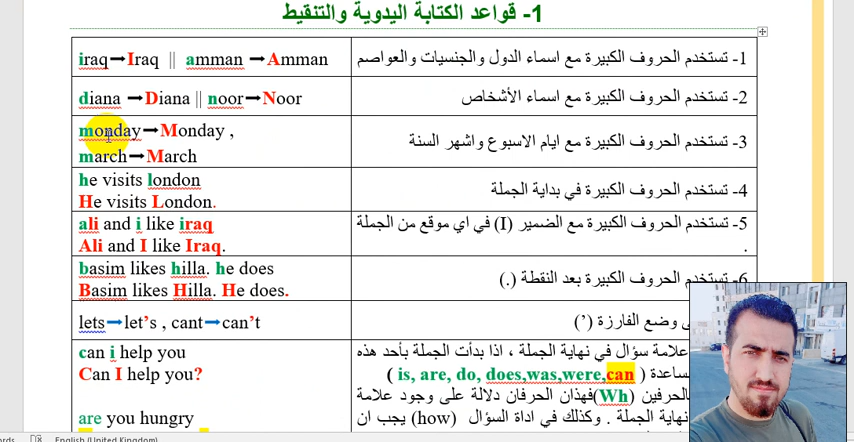 1- قواعد الكتابة اليدوية والتنقيط
1- تستخدم الحروف الكبيرة مع اسماء الدول والجنسيات والعواصم
iraq→Iraq || amman →Amman
2- تستخدم الحروف الكبيرة مع اسماء الأشخاص
diana →Diana || noor→Noor
3- تستخدم الحروف الكبيرة مع ايام الاسبوع واشهر السنة
monday→Monday ,
march→March
4- تستخدم الحروف الكبيرة في بداية الجملة
he visits london
He visits London.
5- تستخدم الحروف الكبيرة مع الضمير (I) في اي موقع من الجملة
.
ali and i like iraq
Ali and I like Iraq.
6- تستخدم الحروف الكبيرة بعد النقطة (.)
basim likes hilla. he does
Basim likes Hilla. He does.
وضع الفارزة (’)
lets→let’s , cant→can’t
علامة سؤال في نهاية الجملة ، اذا بدأت الجملة بأحد هذه
( is, are, do, does,was,were,can
بالحرفين (Wh)فهذان الحرفان دلالة على وجود علامة
نهاية الجملة . وكذلك في اداة السؤال (how) يجب ان
can i help you
Can I help you?
are you hungry
English (United Kingdom)